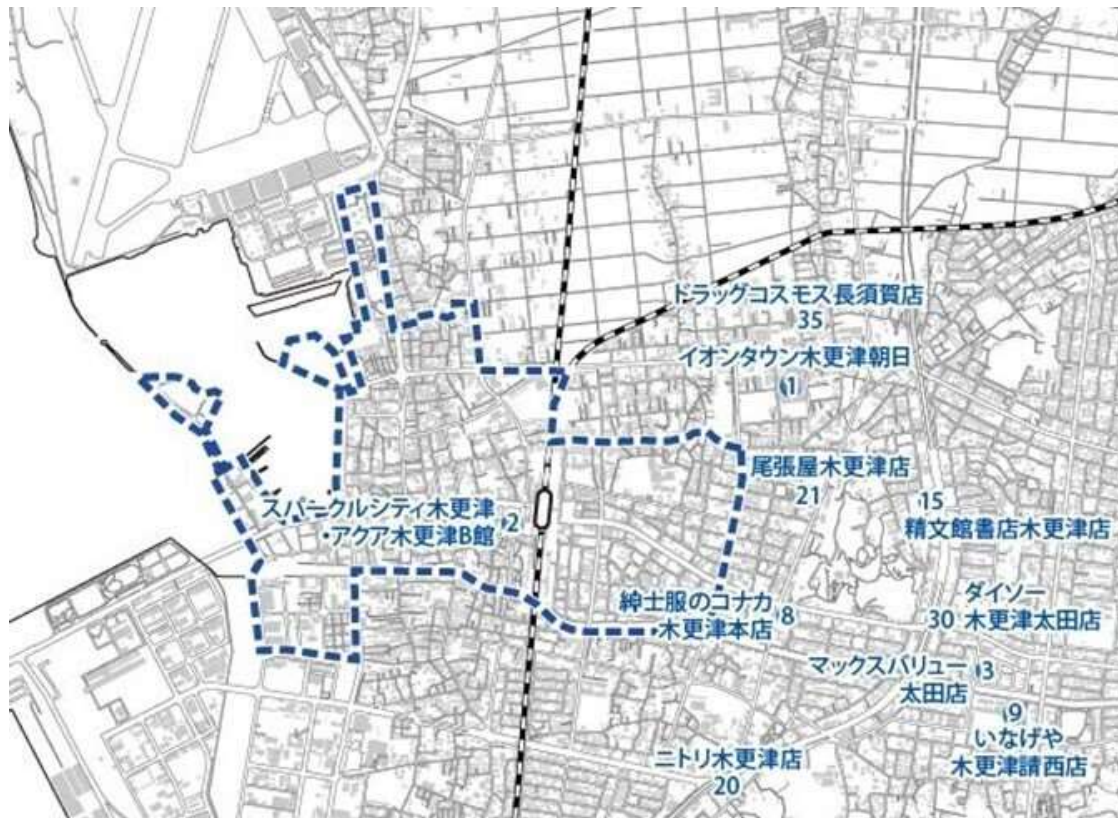 ドラッグコスモス長須賀店
35
イオンタウン木更津朝日
1
尾張屋木更津店
21
15
精文館書店木更津店
スパークルシティ木更津
・アクア木更津B館
2
紳士服のコナカ
木更津本店
8
ダイソー
木更津太田店
30
マックスバリュー
太田店
3
9
いなげや
木更津請西店
ニトリ木更津店
20